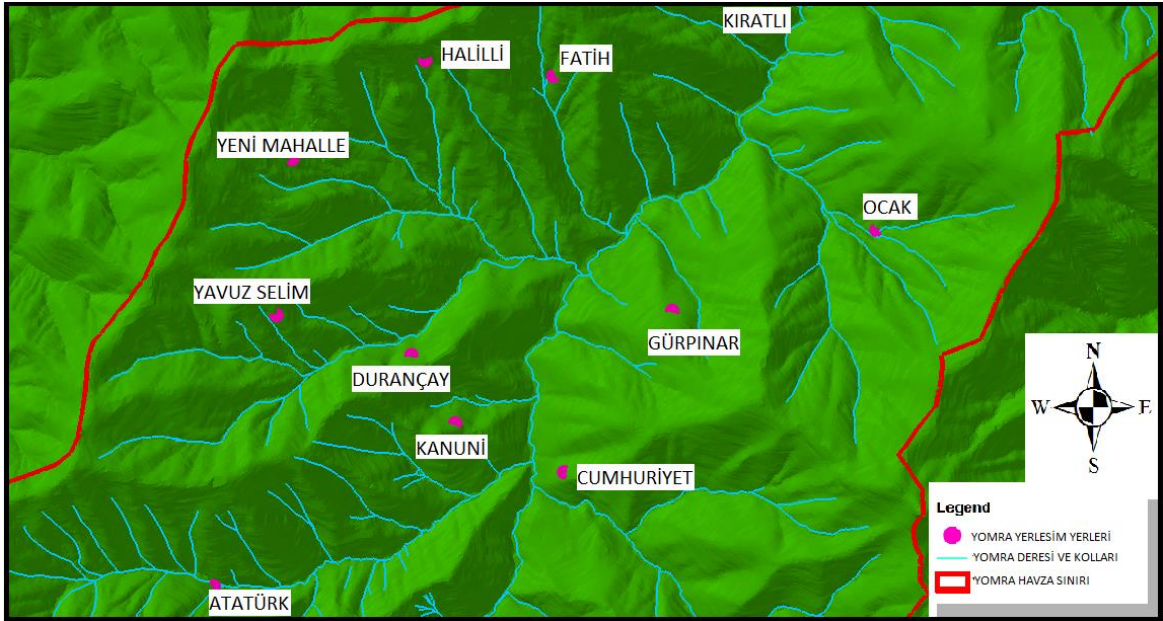 KIRATLI
HALİLLİ
FATİH
YENİ MAHALLE
OCAK
YAVUZ SELİM
GÜRPINAR
DURANÇAY
KANUNİ
CUMHURİYET
ATATÜRK
N
W E
S
Legend
YOMRA YERLESİM YERLERİ
YOMRA DERESİ VE KOLLARI
YOMRA HAVZA SINIRI